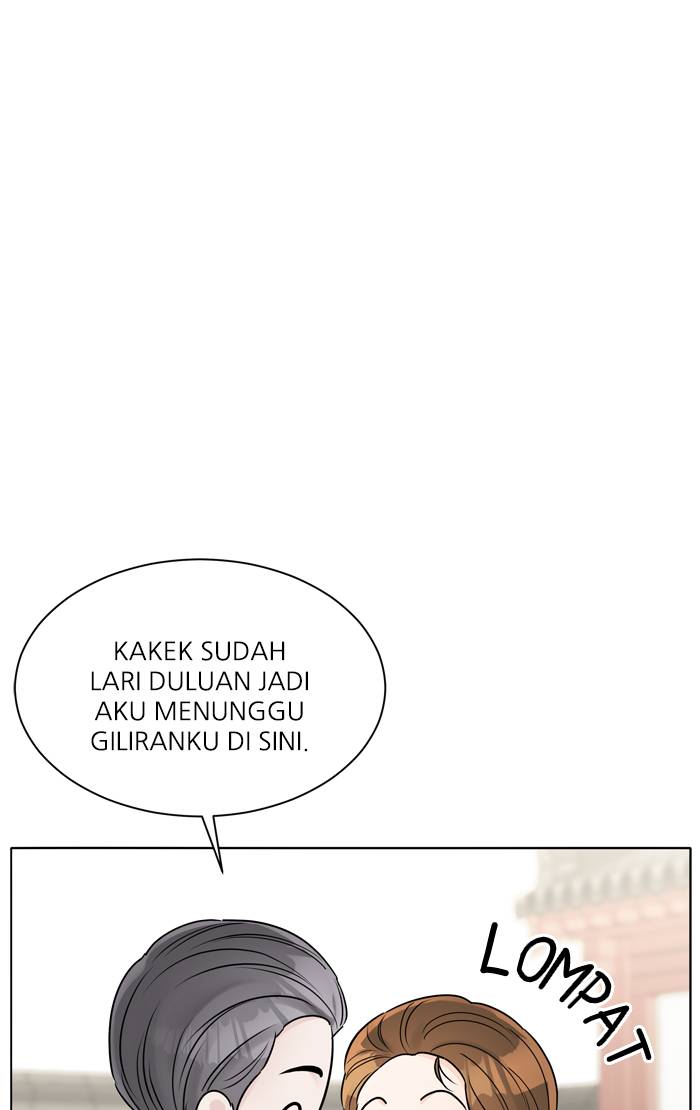 KAKEK SUDAH
LARI DULUAN JADI
AKU MENUNGGU
GILIRANKU DI SINI.
LOMPAT